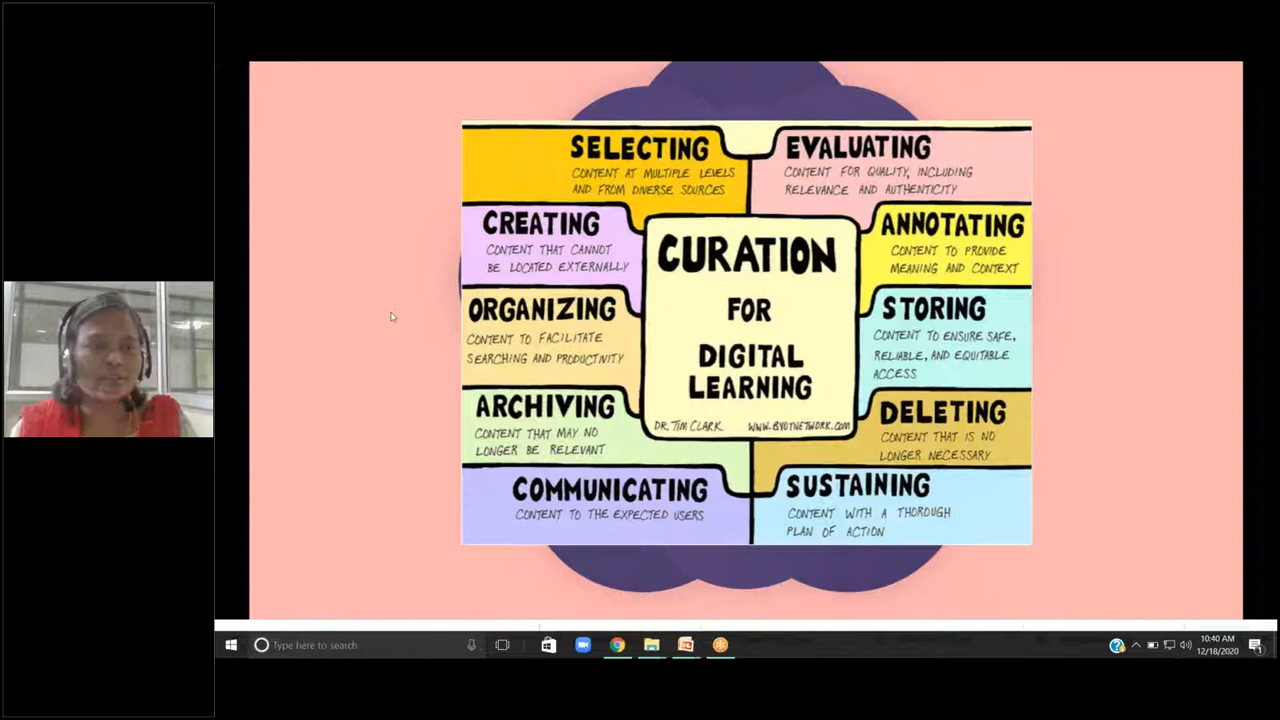 SELECTING
CONTENT AT MULTIPLE LEVELS
AND FROM DIVERSE SOURCES
EVALUATING
CONTENT FOR QUALITY, INCLUDING
RELEVANCE AND AUTHENTICITY
CREATING
CONTENT THAT CANNOT
BE LOCATED EXTERNALLY
ANNOTATING
CONTENT TO PROVIDE
MEANING AND CONTEXT
CURATION
FOR
DIGITAL
LEARNING
DR. TIM CLARK WWW.BYOTNETWORK.COM
ORGANIZING
CONTENT TO FACILITATE
SEARCHING AND PRODUCTIVITY
STORING
CONTENT TO ENSURE SAFE,
RELIABLE, AND EQUITABLE
ACCESS
ARCHIVING
CONTENT THAT MAY NO
LONGER BE RELEVANT
DELETING
CONTENT THAT IS NO
LONGER NECESSARY
COMMUNICATING
CONTENT TO THE EXPECTED USERS
SUSTAINING
CONTENT WITH A THOROUGH
PLAN OF ACTION
Type here to search
10:40 AM
12/18/2020